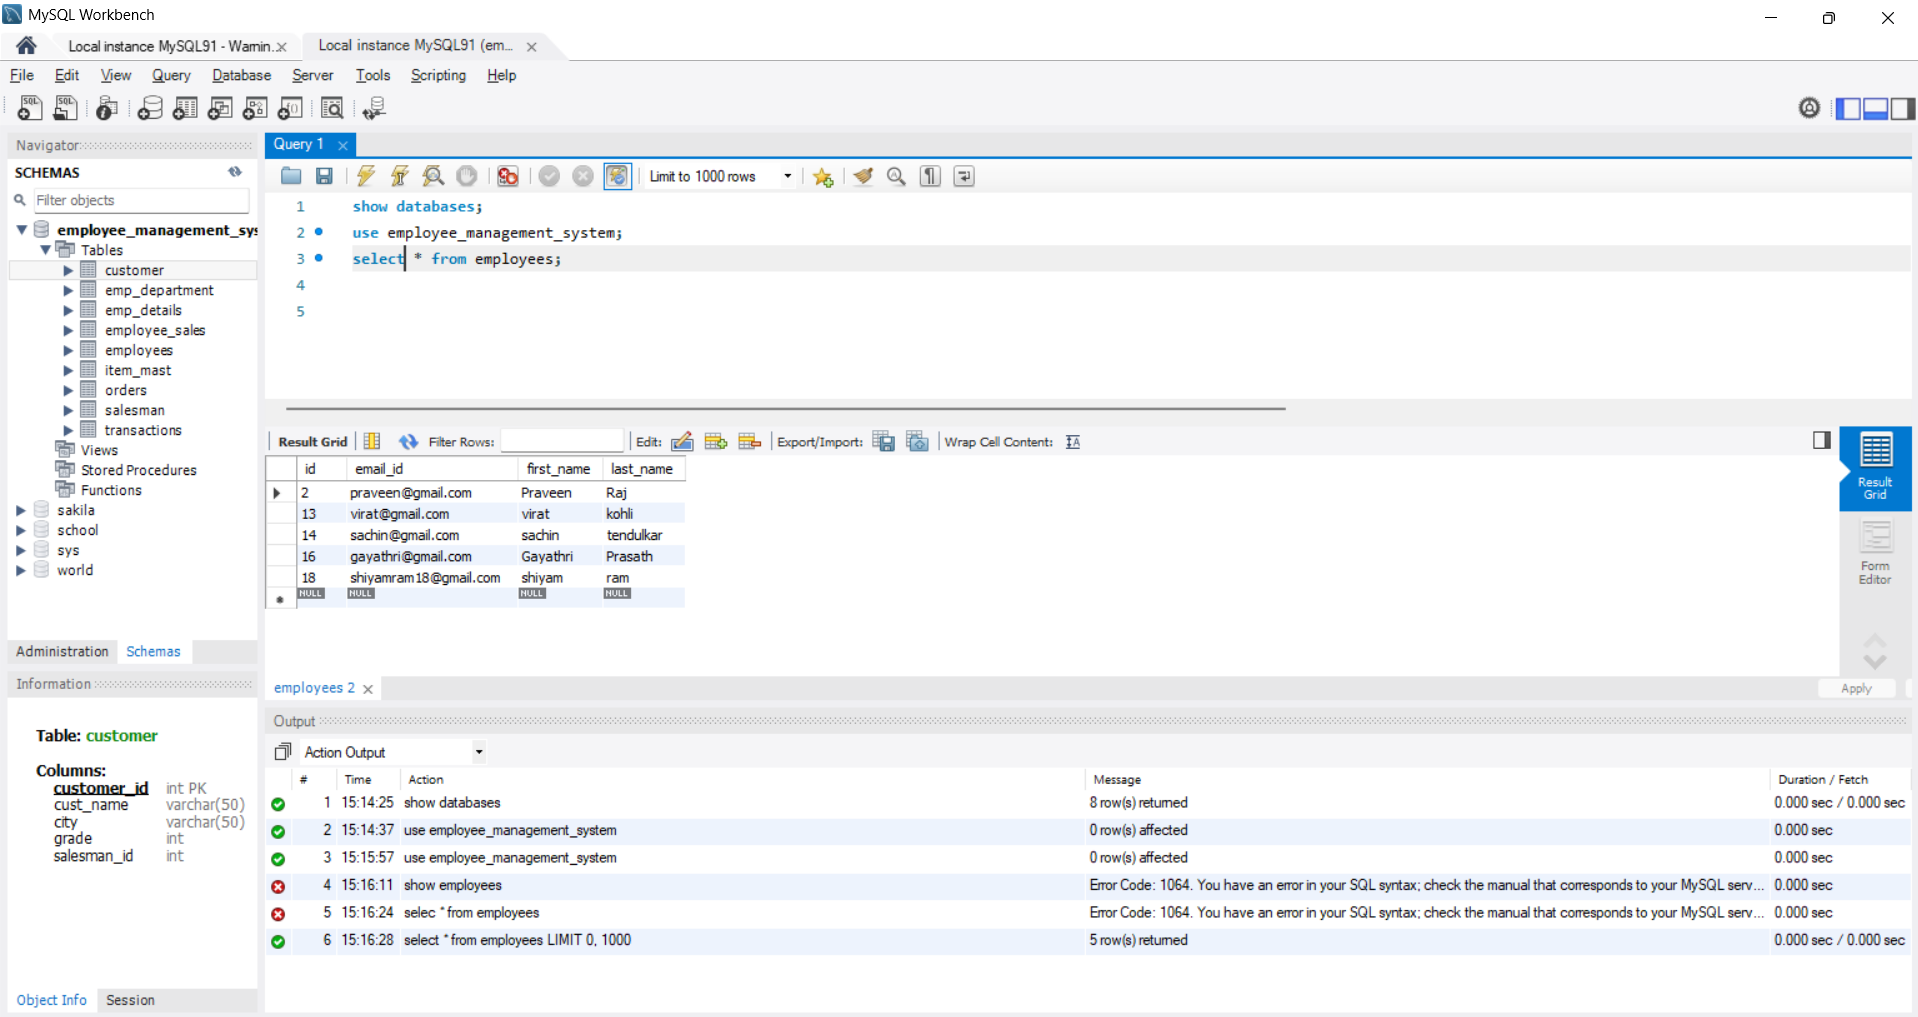 MySQL Workbench
Local instance MySQL91 - Warnin.. Local instance MySQL91 (em...
File Edit View Query Database Server Tools Scripting Help
Navigator
SCHEMAS
Filter objects
employee_management_sys
Tables
customer
emp_department
emp_details
employee_sales
employees
item_mast
orders
salesman
transactions
Views
Stored Procedures
Functions
sakila
school
sys
world
Administration Schemas
Information
Table: customer
Columns:
customer_id int PK
cust_name varchar(50)
city varchar(50)
grade int
salesman_id int
Object Info Session
Query 1
Limit to 1000 rows
1 show databases;
2 use employee_management_system;
3 select * from employees;
4
5
Result Grid Filter Rows: Edit: Export/Import: Wrap Cell Content:
id email_id first_name last_name
2 praveen@gmail.com Praveen Raj
13 virat@gmail.com virat kohli
14 sachin@gmail.com sachin tendulkar
16 gayathri@gmail.com Gayathri Prasath
18 shiyamram18@gmail.com shiyam ram
NULL NULL NULL NULL
Result
Grid
Form
Editor
employees 2
Apply
Output
Action Output
# Time Action Message Duration / Fetch
1 15:14:25 show databases 8 row(s) returned 0.000 sec / 0.000 sec
2 15:14:37 use employee_management_system 0 row(s) affected 0.000 sec
3 15:15:57 use employee_management_system 0 row(s) affected 0.000 sec
4 15:16:11 show employees Error Code: 1064. You have an error in your SQL syntax; check the manual that corresponds to your MySQL serv... 0.000 sec
5 15:16:24 selec * from employees Error Code: 1064. You have an error in your SQL syntax; check the manual that corresponds to your MySQL serv... 0.000 sec
6 15:16:28 select * from employees LIMIT 0, 1000 5 row(s) returned 0.000 sec / 0.000 sec